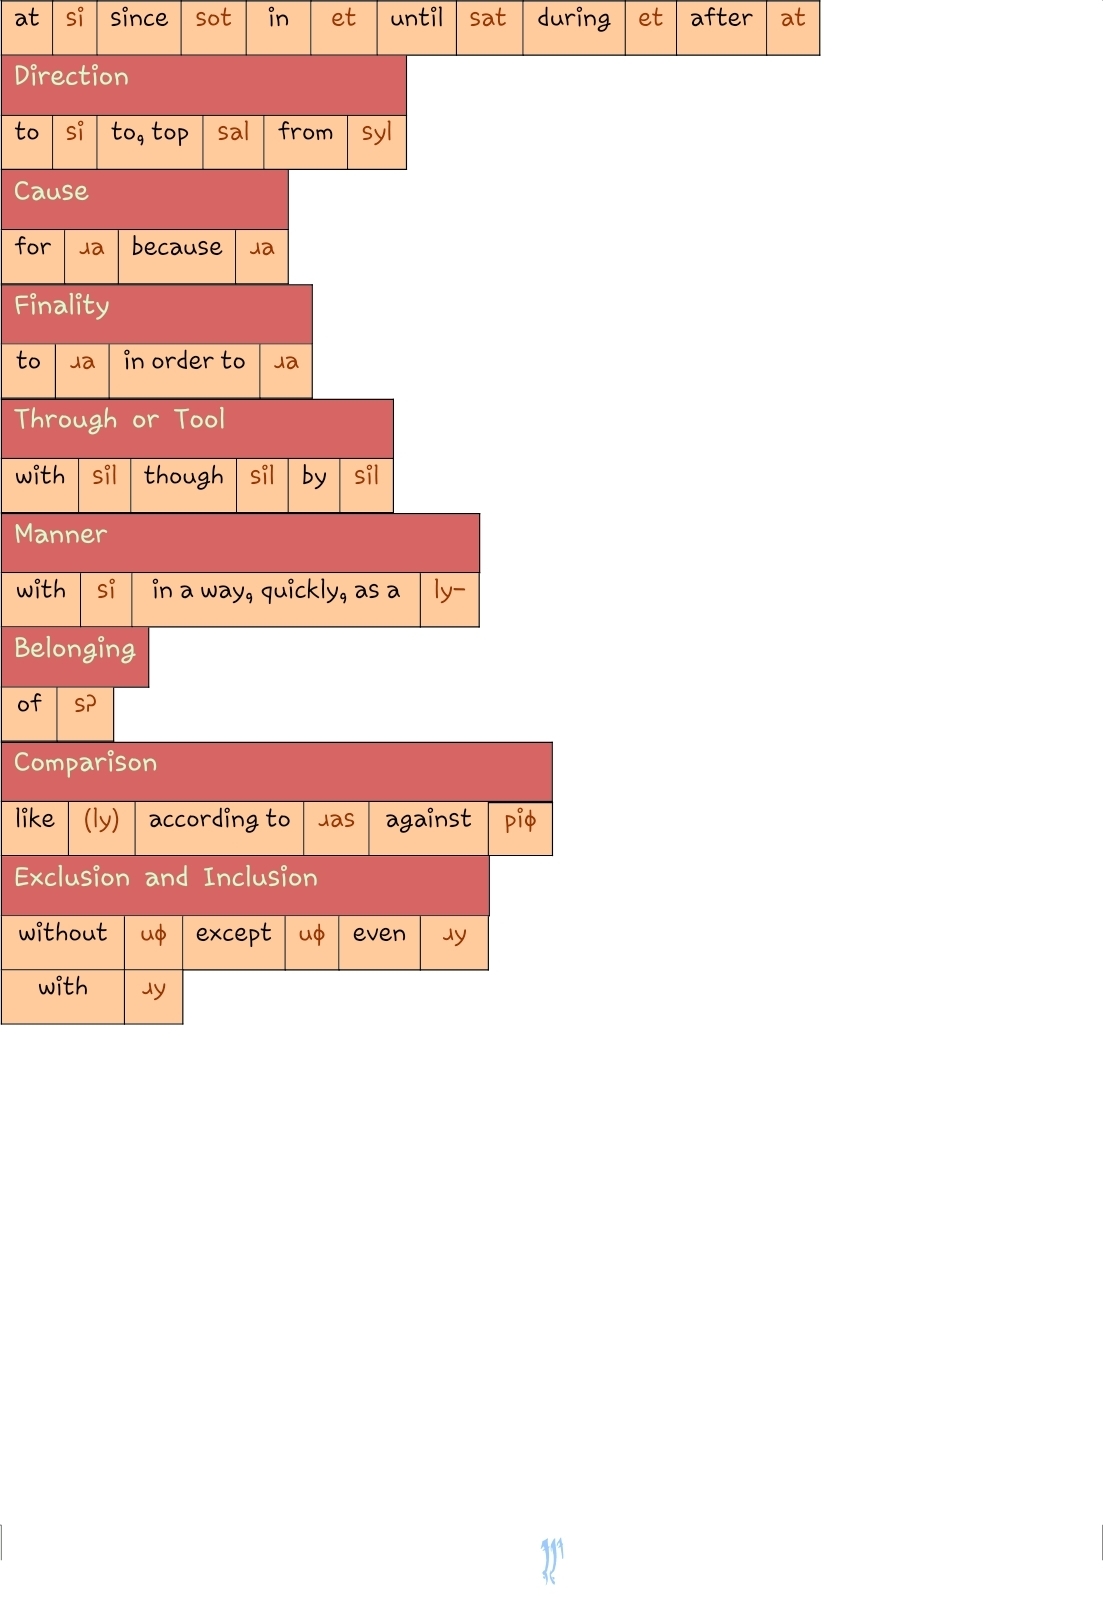 at si since sot in et until sat during et after at
Direction
to si to, top sal from syl
Cause
for ɹa because ɹa
Finality
to ɹa in order to ɹa
Through or Tool
with sil though sil by sil
Manner
with si in a way, quickly, as a ly-
Belonging
of sʔ
Comparison
like (ly) according to ɹas against piɸ
Exclusion and Inclusion
without uɸ except uɸ even ɹy
with ɹy